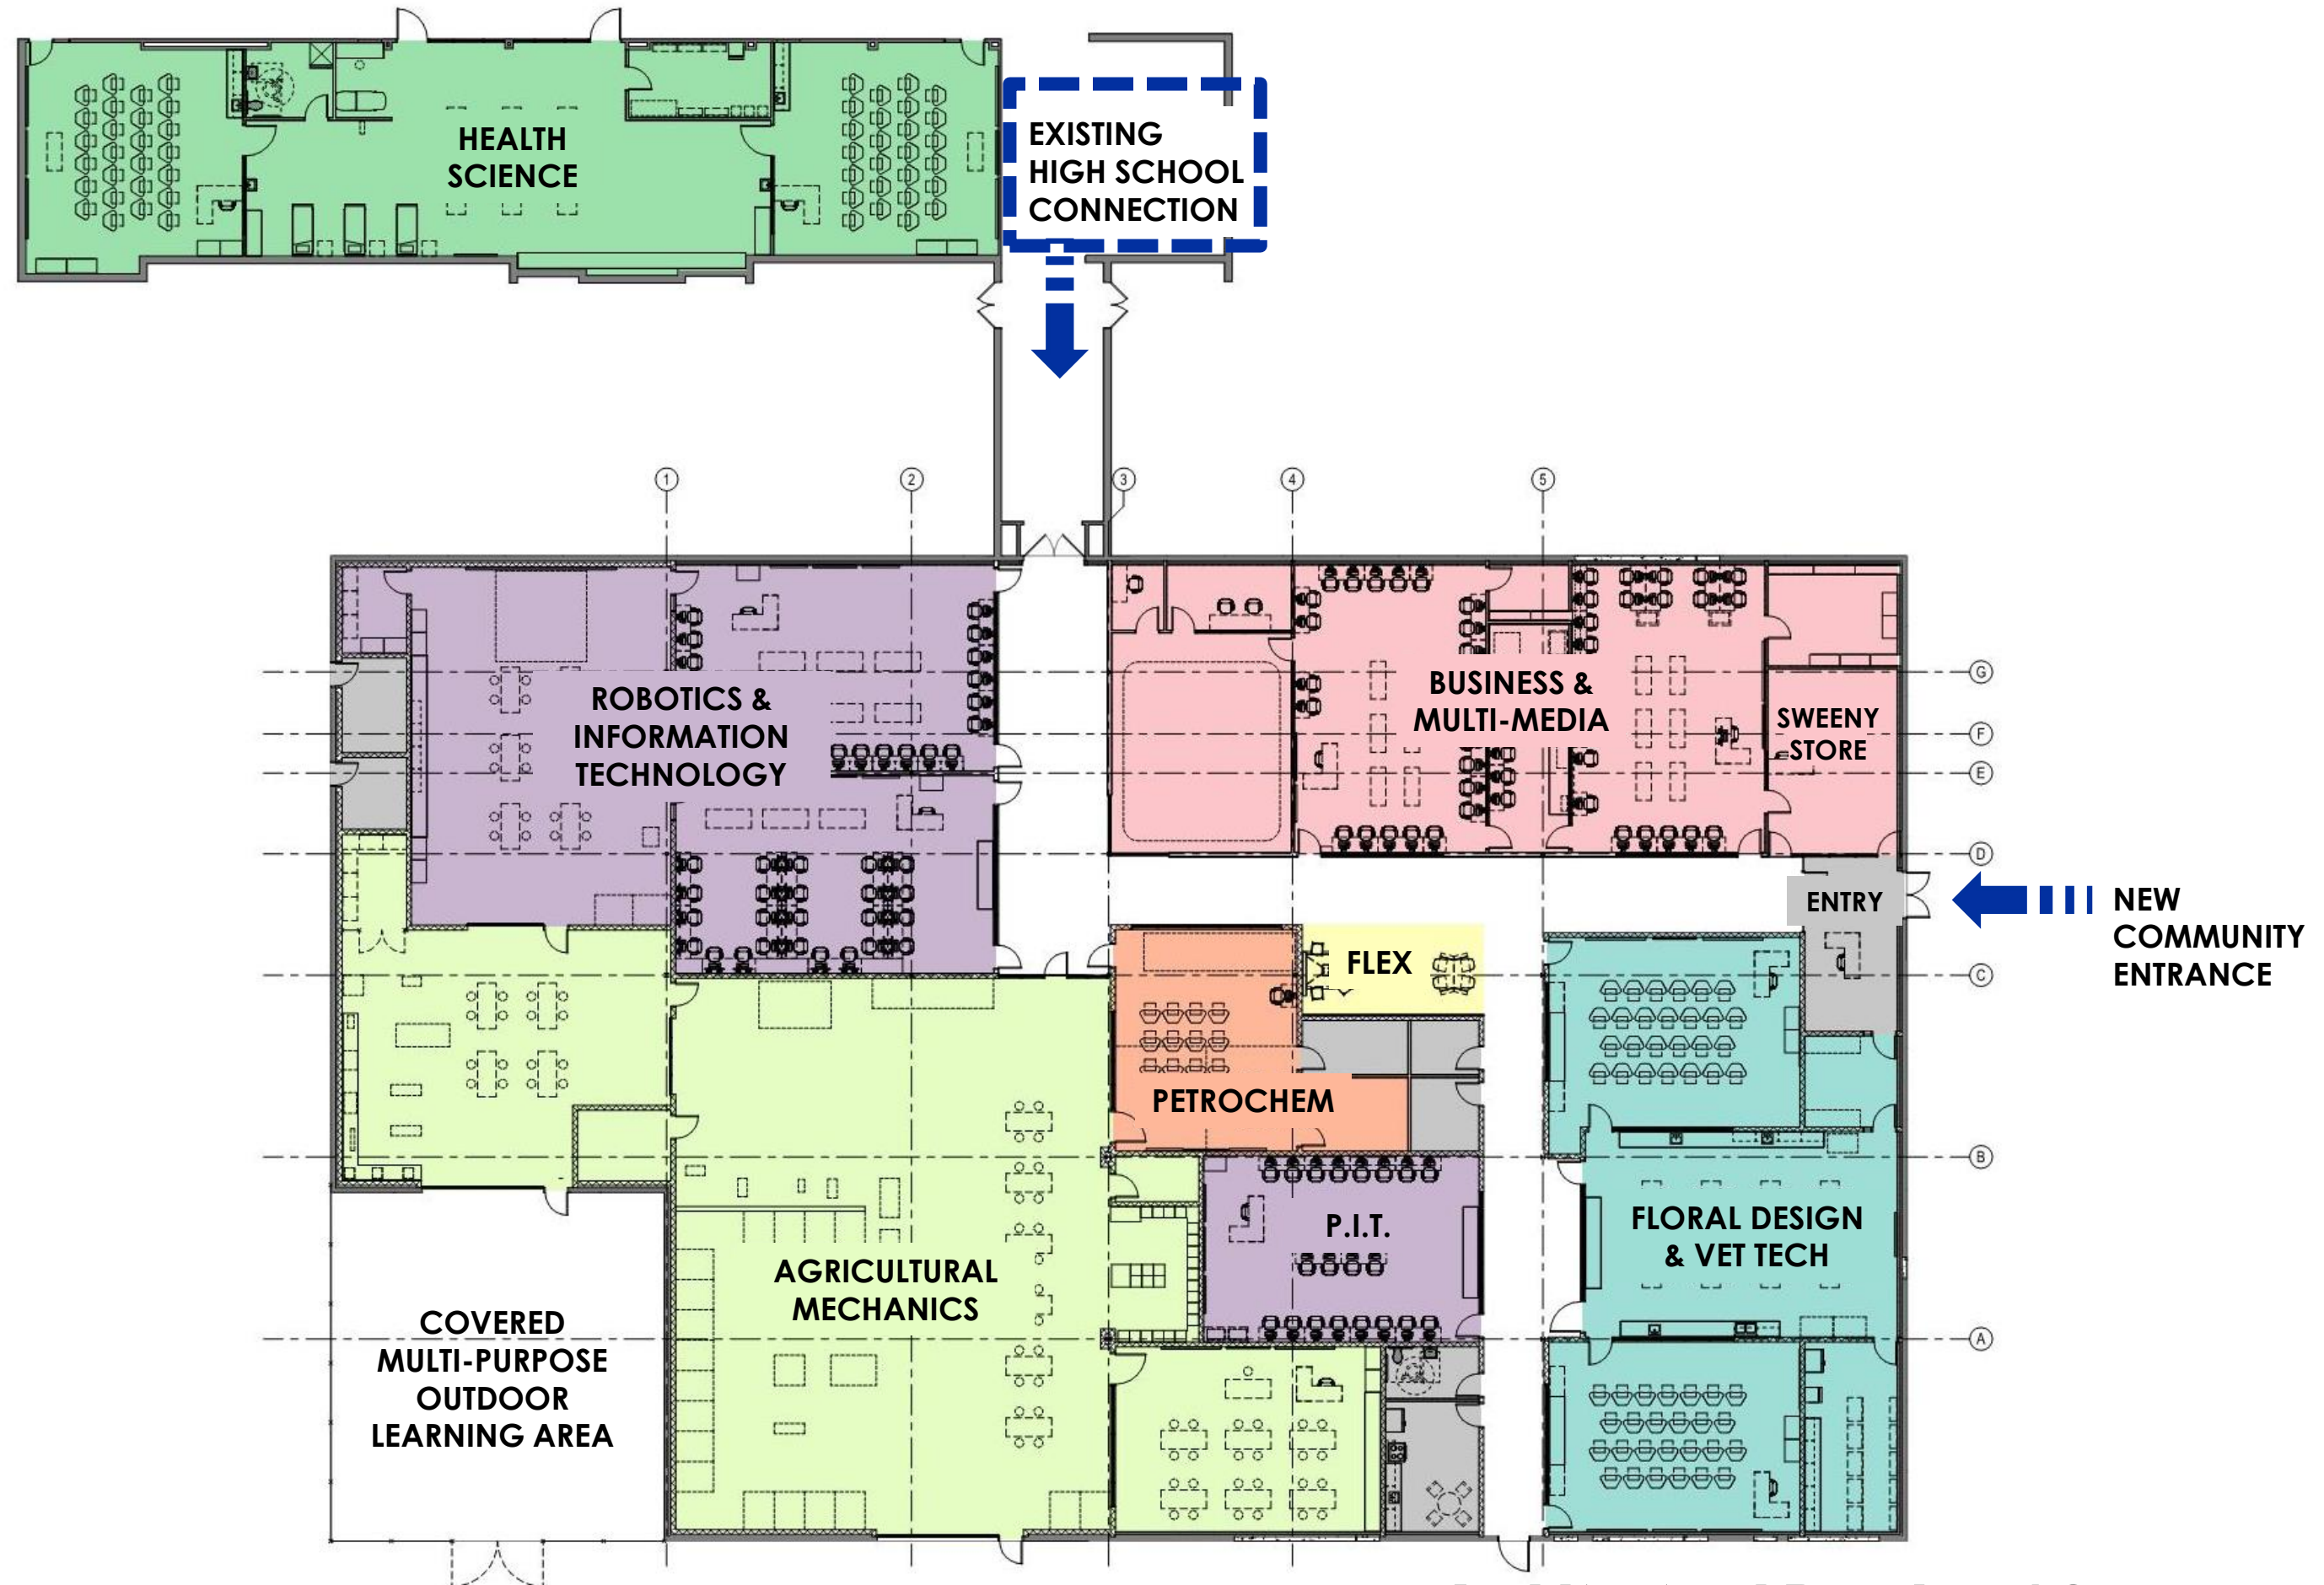 HEALTH
SCIENCE
EXISTING
HIGH SCHOOL
CONNECTION
1
2
3
4
5
ROBOTICS &
INFORMATION
TECHNOLOGY
BUSINESS &
MULTI-MEDIA
SWEENY
STORE
G
F
E
D
ENTRY
NEW
COMMUNITY
ENTRANCE
FLEX
C
PETROCHEM
B
P.I.T.
FLORAL DESIGN
& VET TECH
AGRICULTURAL
MECHANICS
A
COVERED
MULTI-PURPOSE
OUTDOOR
LEARNING AREA